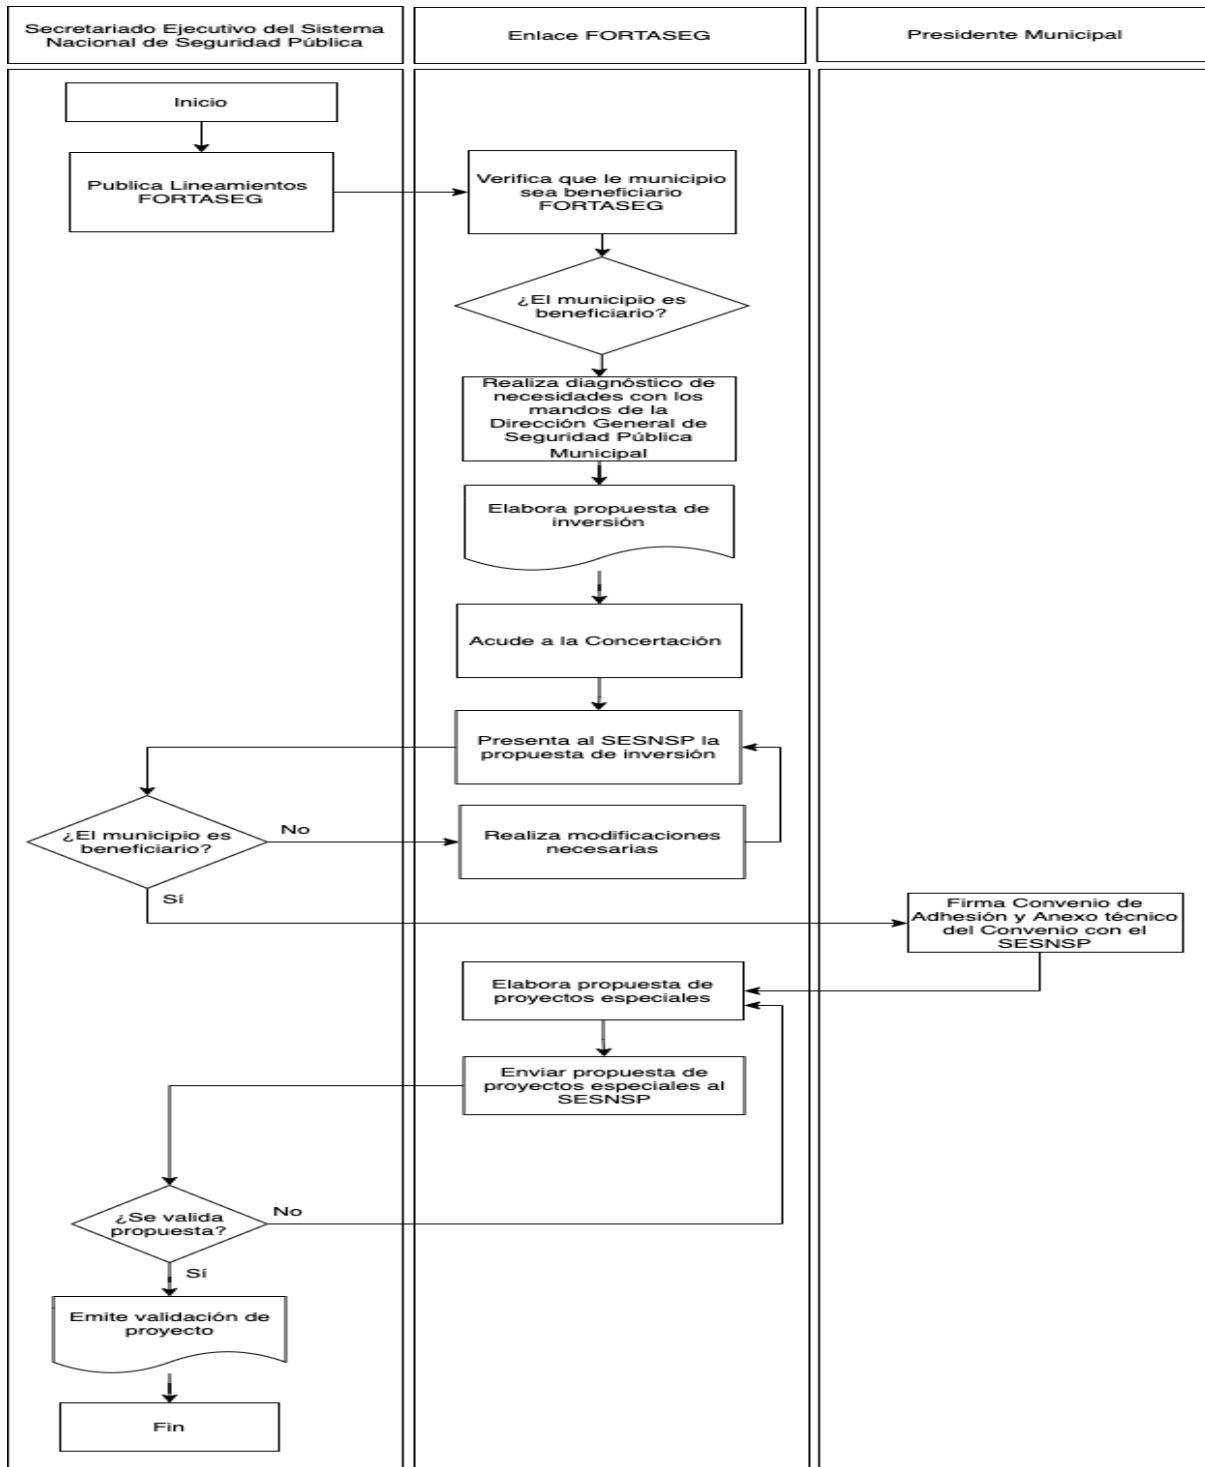 Secretariado Ejecutivo del Sistema
Nacional de Seguridad Pública
Enlace FORTASEG
Presidente Municipal
Inicio
Publica Lineamientos
FORTASEG
Verifica que le municipio
sea beneficiario
FORTASEG
¿El municipio es
beneficiario?
Realiza diagnóstico de
necesidades con los
mandos de la
Dirección General de
Seguridad Pública
Municipal
Elabora propuesta de
inversión
Acude a la Concertación
Presenta al SESNSP la
propuesta de inversión
¿El municipio es
beneficiario?
No
Realiza modificaciones
necesarias
Sí
Firma Convenio de
Adhesión y Anexo técnico
del Convenio con el
SESNSP
Elabora propuesta de
proyectos especiales
Enviar propuesta de
proyectos especiales al
SESNSP
¿Se valida
propuesta?
No
Sí
Emite validación de
proyecto
Fin